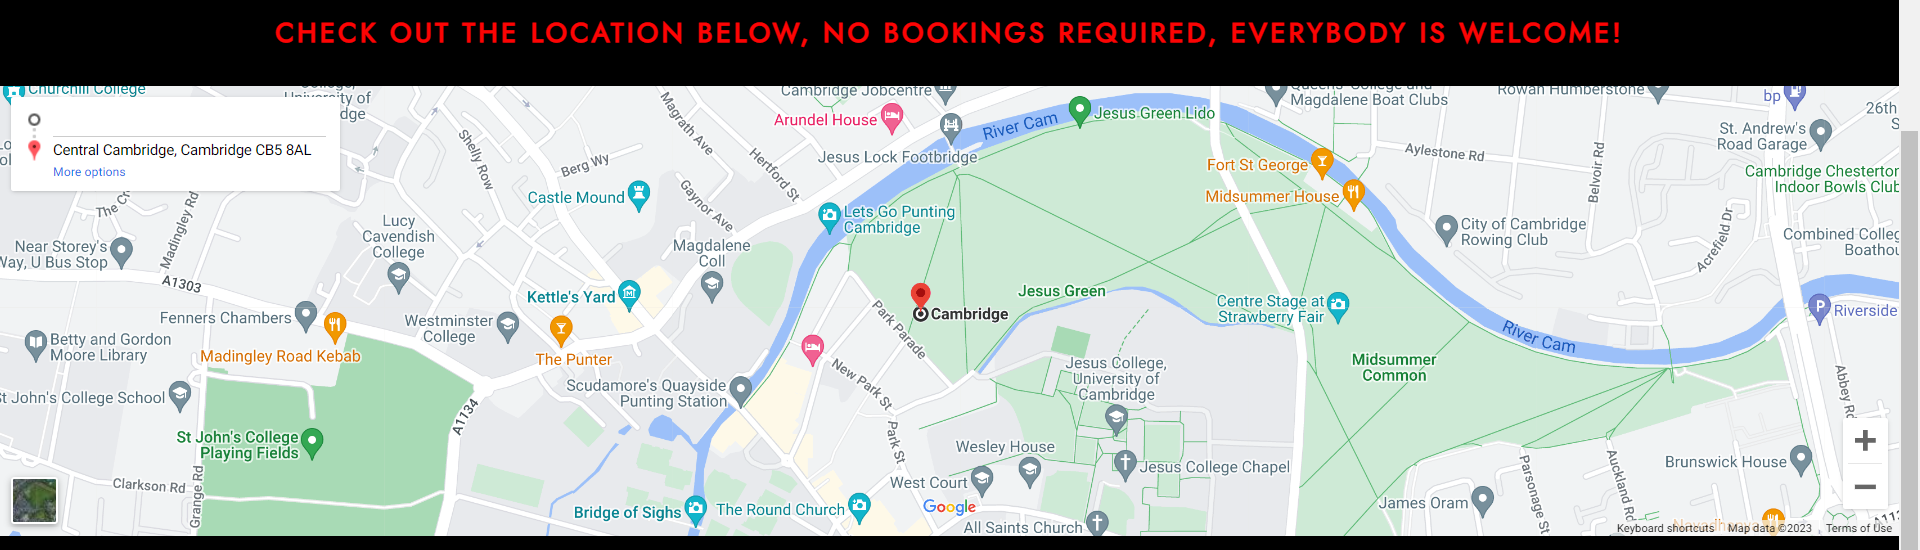 CHECK OUT THE LOCATION BELOW, NO BOOKINGS REQUIRED, EVERYBODY IS WELCOME!
Churchill College
University of
Cambridge Jobcentre
Magdalene Boat Clubs
Rowan Humberstone
bp
26th
Central Cambridge, Cambridge CB5 8AL
More options
Shelly Row
Magrath Ave
Arundel House
River Cam
Jesus Green Lido
St. Andrew's
Road Garage
Jesus Lock Footbridge
Hertford St
Berg Wy
Aylestone Rd
Belvoir Rd
Fort St George
Midsummer House
Cambridge Chesterton
Indoor Bowls Club
Castle Mound
Gaynor Ave
Madingley Rd
Lets Go Punting
Cambridge
Lucy
Cavendish
College
City of Cambridge
Rowing Club
Acrefield Dr
Combined Colleg
Boathou
Near Storey's
Way, U Bus Stop
Magdalene
Coll
A1303
Kettle's Yard
Jesus Green
Cambridge
Centre Stage at
Strawberry Fair
Riverside
Fenners Chambers
Westminster
College
Park Parade
River Cam
Betty and Gordon
Moore Library
Madingley Road Kebab
The Punter
Midsummer
Common
Jesus College,
University of
Cambridge
New Park St
Scudamore's Quayside
Punting Station
St John's College School
A1134
Abbey Rd
St John's College
Playing Fields
Park St
Wesley House
Jesus College Chapel
Brunswick House
Parsonage St
Auckland Rd
Clarkson Rd
Grange Rd
West Court
James Oram
Bridge of Sighs
The Round Church
Google
All Saints Church
Keyboard shortcuts
Map data ©2023
Terms of Use